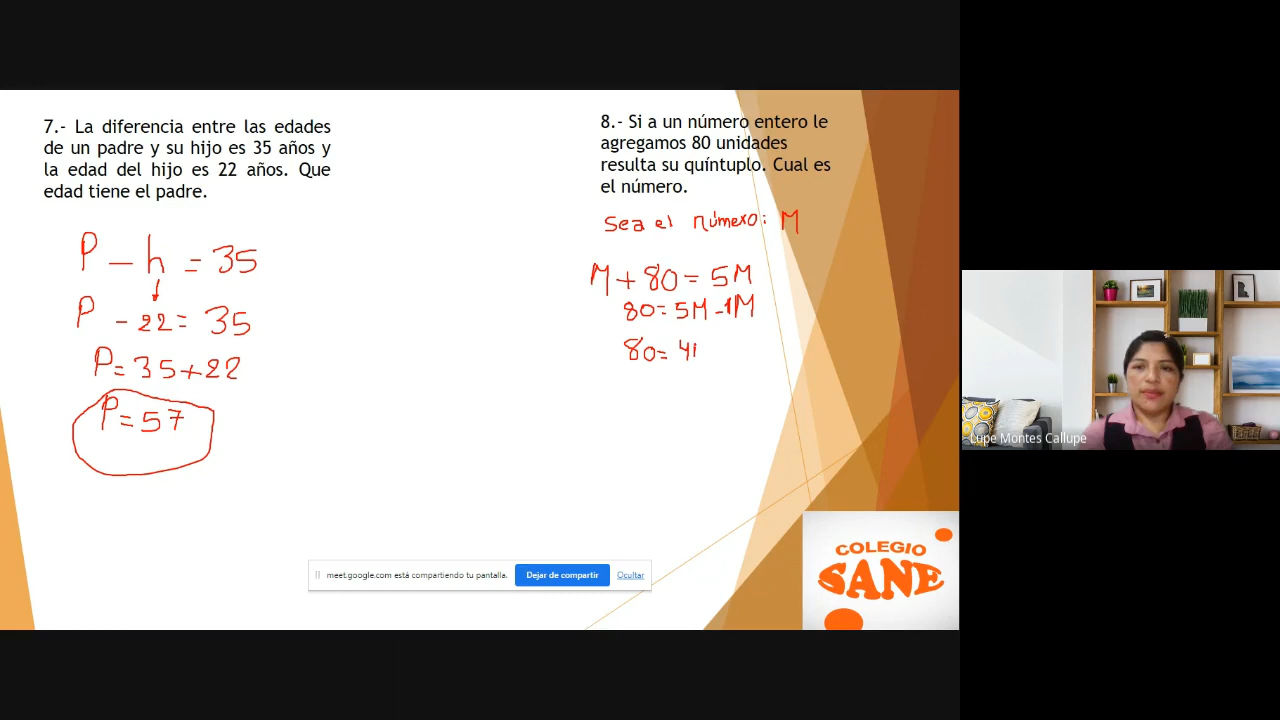 7.- La diferencia entre las edades
de un padre y su hijo es 35 años y
la edad del hijo es 22 años. Que
edad tiene el padre.
P - h = 35
P - 22 = 35
P = 35 + 22
P = 57
8.- Si a un número entero le
agregamos 80 unidades
resulta su quíntuplo. Cual es
el número.
Sea el número: M
M + 80 = 5M
80 = 5M - 1M
80 = 4
meet.google.com está compartiendo tu pantalla.
Dejar de compartir
Ocultar
COLEGIO
SANE
Lupe Montes Callupe